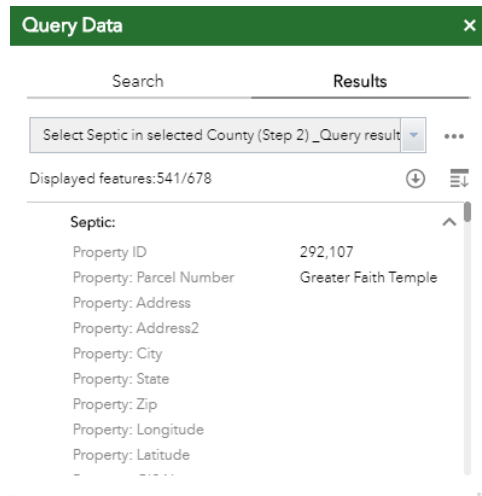 Query Data ×
Search Results
Select Septic in selected County (Step 2) _Query result
Displayed features:541/678
Septic:
Property ID 292,107
Property: Parcel Number Greater Faith Temple
Property: Address
Property: Address2
Property: City
Property: State
Property: Zip
Property: Longitude
Property: Latitude